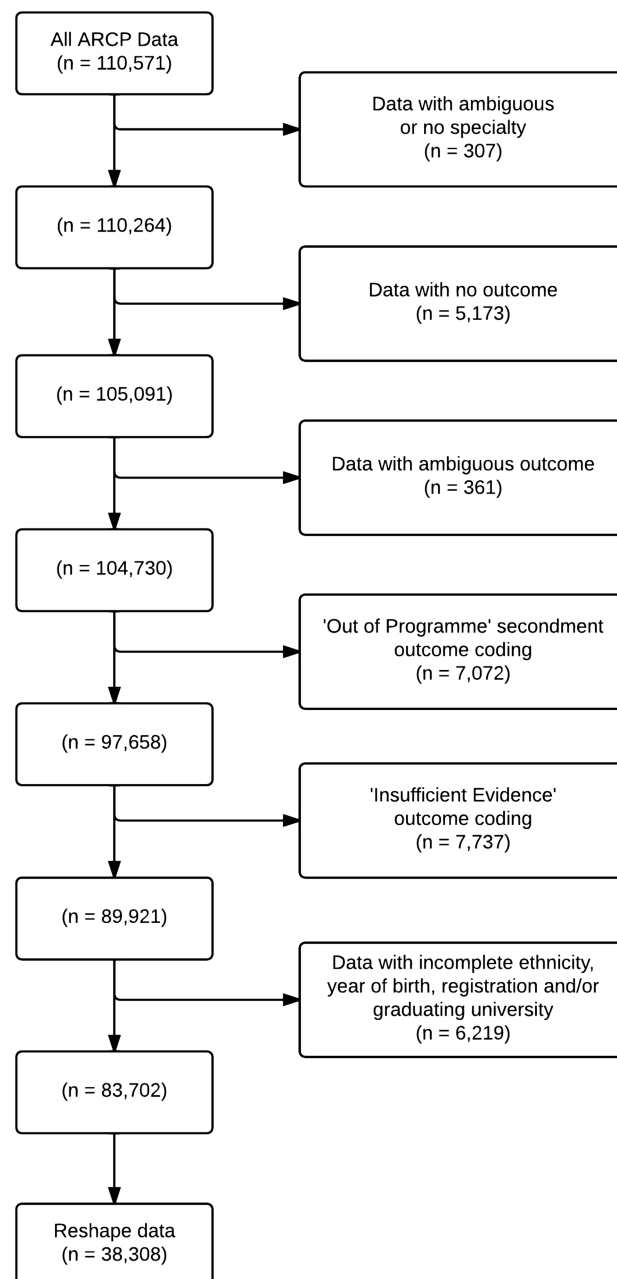 All ARCP Data
(n = 110,571)
Data with ambiguous
or no specialty
(n = 307)
(n = 110,264)
Data with no outcome
(n = 5,173)
(n = 105,091)
Data with ambiguous outcome
(n = 361)
(n = 104,730)
'Out of Programme' secondment
outcome coding
(n = 7,072)
(n = 97,658)
'Insufficient Evidence'
outcome coding
(n = 7,737)
(n = 89,921)
Data with incomplete ethnicity,
year of birth, registration and/or
graduating university
(n = 6,219)
(n = 83,702)
Reshape data
(n = 38,308)